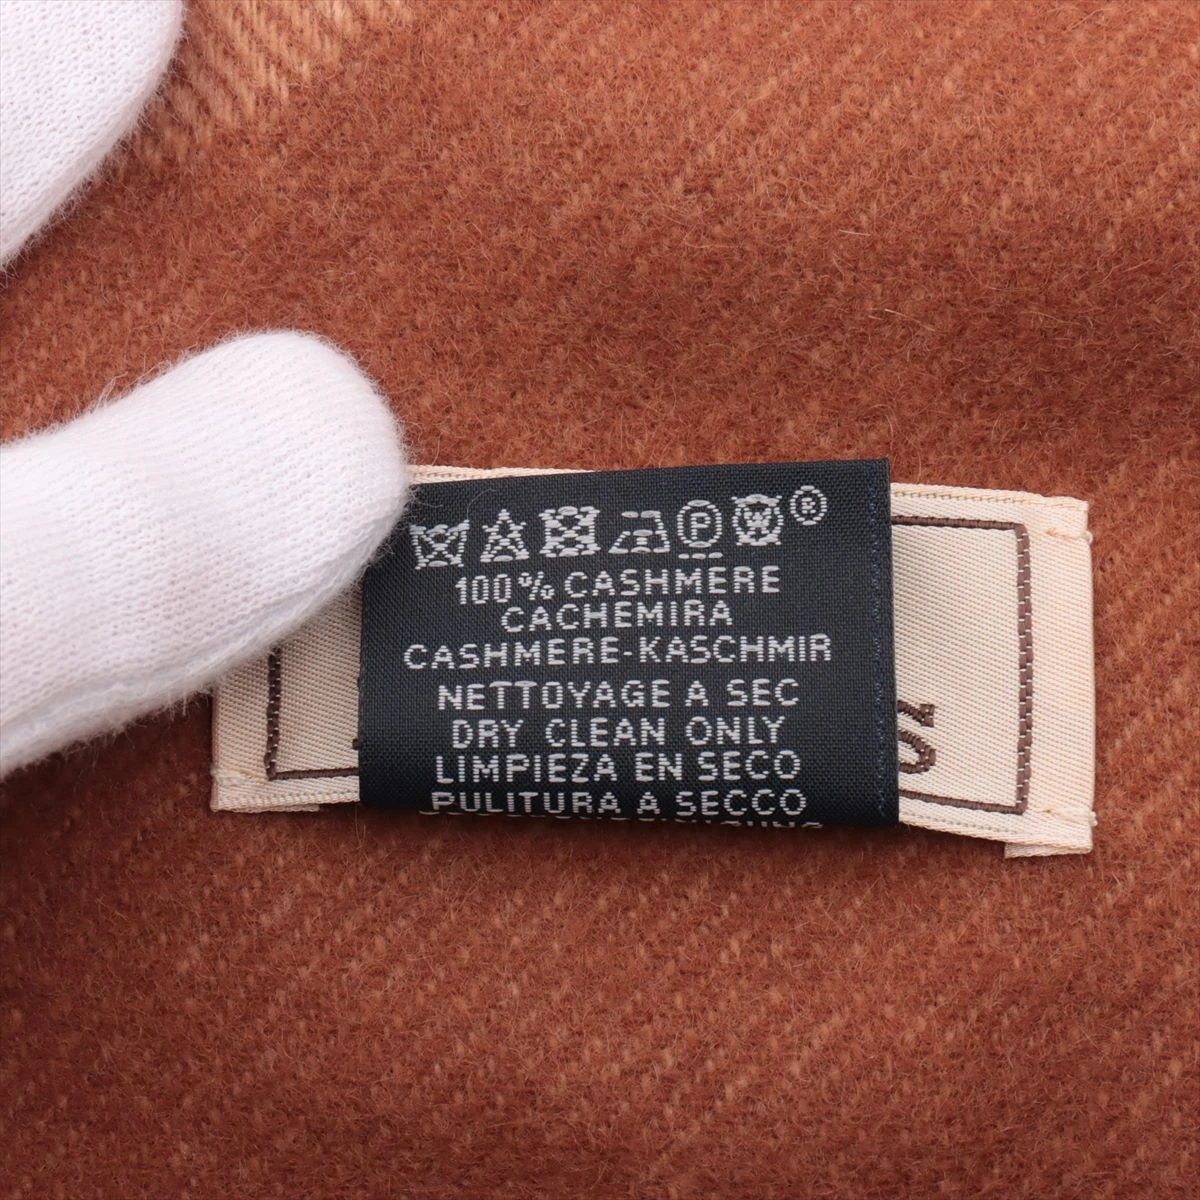 P W ®
100% CASHMERE
CACHEMIRA
CASHMERE-KASCHMIR
NETTOYAGE A SEC
DRY CLEAN ONLY
LIMPIEZA EN SECO
PULITURA A SECCO